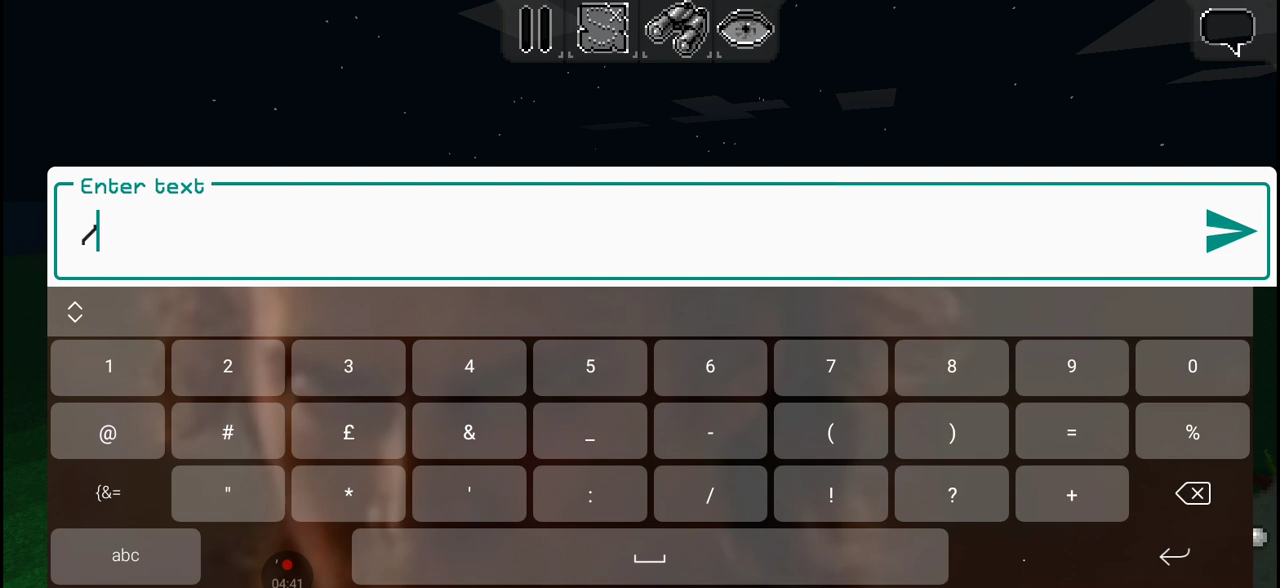 Enter text
/
1 2 3 4 5 6 7 8 9 0
@ # £ & _ - ( ) = %
{&= " * ' : / ! ? +
abc .
04:41